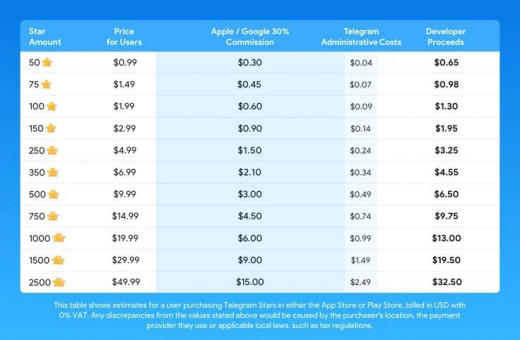 Star Amount | Price for Users | Apple / Google 30% Commission | Telegram Administrative Costs | Developer Proceeds
50 | $0.99 | $0.30 | $0.04 | $0.65
75 | $1.49 | $0.45 | $0.07 | $0.98
100 | $1.99 | $0.60 | $0.09 | $1.30
150 | $2.99 | $0.90 | $0.14 | $1.95
250 | $4.99 | $1.50 | $0.24 | $3.25
350 | $6.99 | $2.10 | $0.34 | $4.55
500 | $9.99 | $3.00 | $0.49 | $6.50
750 | $14.99 | $4.50 | $0.74 | $9.75
1000 | $19.99 | $6.00 | $0.99 | $13.00
1500 | $29.99 | $9.00 | $1.49 | $19.50
2500 | $49.99 | $15.00 | $2.49 | $32.50
This table shows estimates for a user purchasing Telegram Stars in either the App Store or Play Store, billed in USD with
0% VAT. Any discrepancies from the values stated above would be caused by the purchaser's location, the payment
provider they use or applicable local laws, such as tax regulations.